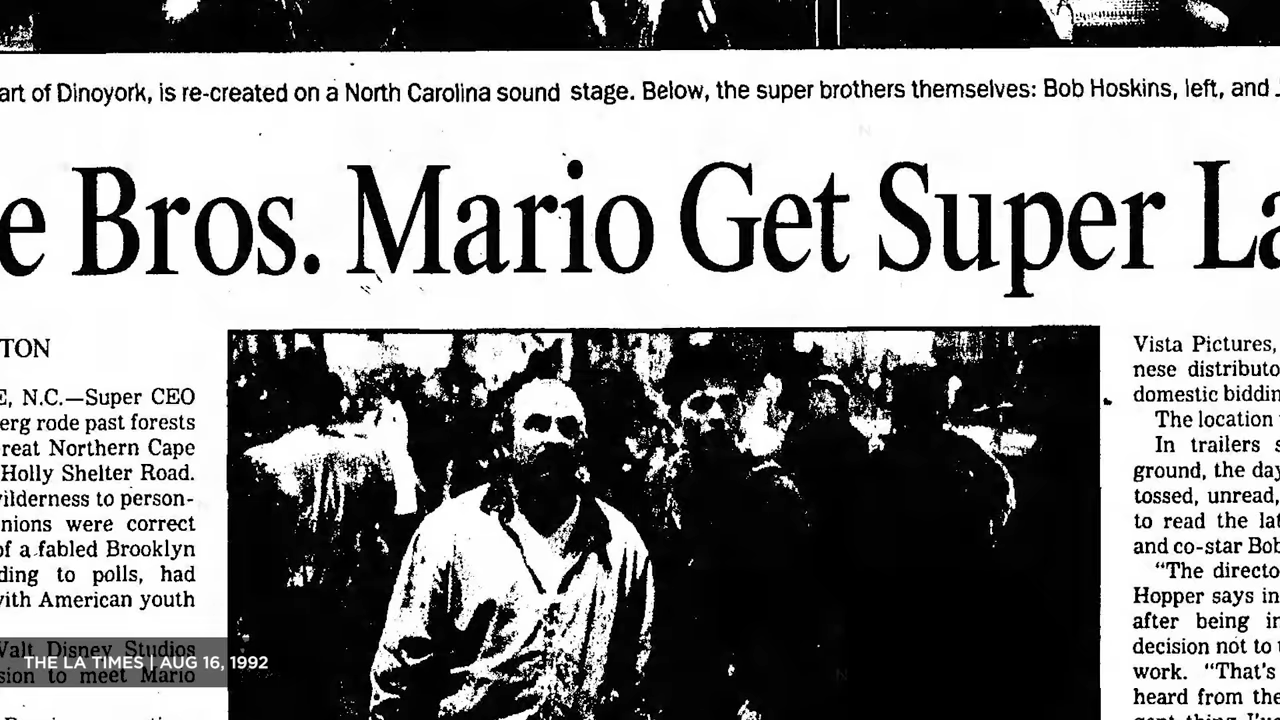 art of Dinoyork, is re-created on a North Carolina sound stage. Below, the super brothers themselves: Bob Hoskins, left, and
e Bros. Mario Get Super La
TON
E, N.C.—Super CEO
erg rode past forests
reat Northern Cape
Holly Shelter Road.
vilderness to person-
nions were correct
of a fabled Brooklyn
ding to polls, had
with American youth
Walt Disney Studios
sion to meet Mario
THE LA TIMES | AUG 16, 1992
Vista Pictures,
nese distributo
domestic biddin
The location
In trailers s
ground, the day
tossed, unread,
to read the lat
and co-star Bob
“The directo
Hopper says in
after being in
decision not to
work. “That's
heard from the